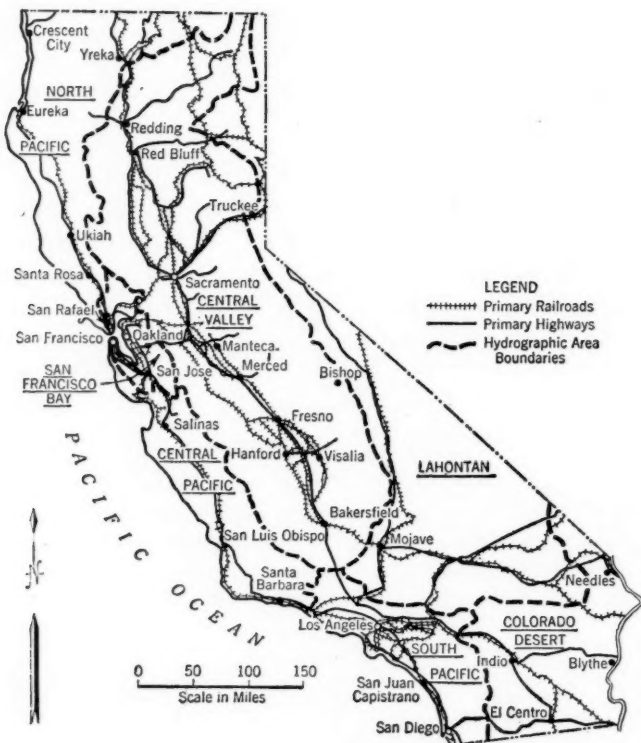 Crescent
City
Yreka
NORTH
Eureka
Redding
PACIFIC
Red Bluff
Truckee
Ukiah
Santa Rosa
Sacramento
CENTRAL
San Rafael
VALLEY
San Francisco
Oakland
Manteca
Merced
SAN
FRANCISCO
BAY
San Jose
Bishop
LEGEND
Primary Railroads
Primary Highways
Hydrographic Area
Boundaries
Salinas
Fresno
CENTRAL
Hanford
Visalia
LAHONTAN
PACIFIC
Bakersfield
San Luis Obispo
Mojave
PACIFIC OCEAN
N
Santa
Barbara
Needles
Los Angeles
COLORADO
DESERT
SOUTH
PACIFIC
Indio
Blythe
0 50 100 150
Scale in Miles
San Juan
Capistrano
El Centro
San Diego